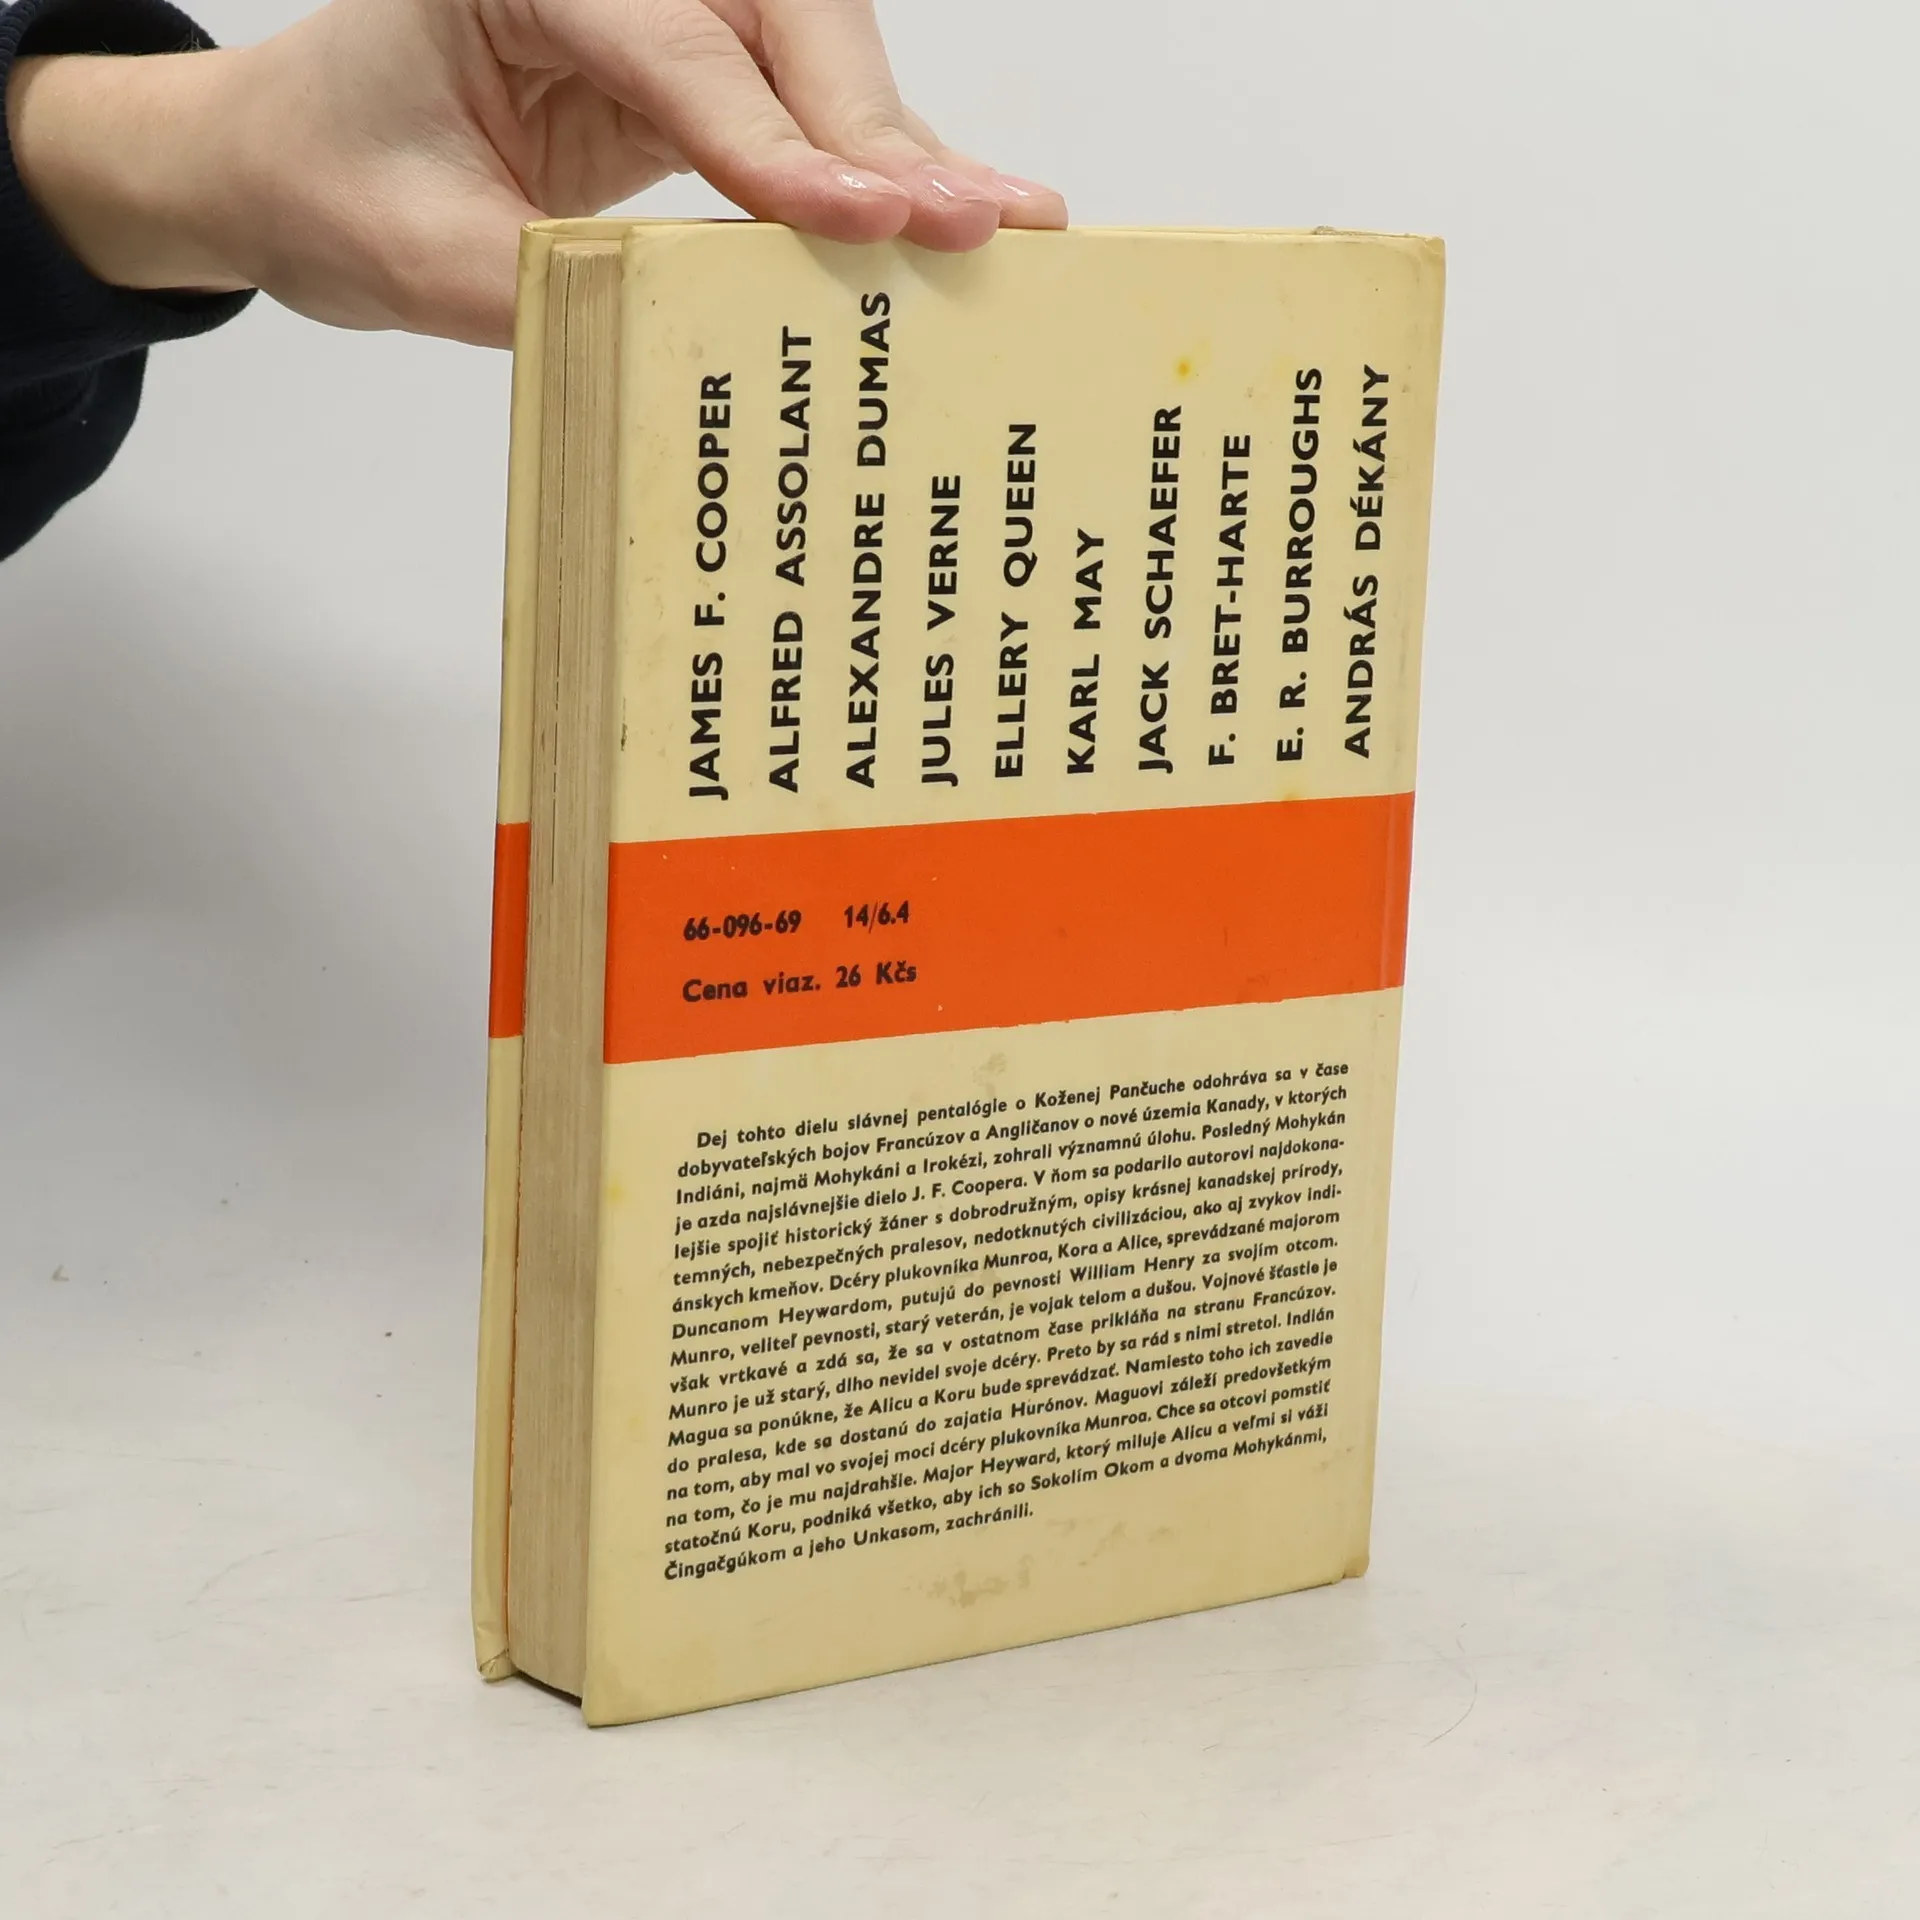 JAMES F. COOPER
ALFRED ASSOLANT
ALEXANDRE DUMAS
JULES VERNE
ELLERY QUEEN
KARL MAY
JACK SCHAEFER
F. BRET-HARTE
E. R. BURROUGHS
ANDRÁS DÉKÁNY
66-096-69 14/6.4
Cena viaz. 26 Kčs
Dej tohto dielu slávnej pentalógie o Koženej Pančuche odohráva sa v čase
dobyvateľských bojov Francúzov a Angličanov o nové územia Kanady, v ktorých
Indiáni, najmä Mohykáni a Irokézi, zohrali významnú úlohu. Posledný Mohykán
je azda najslávnejšie dielo J. F. Coopera. V ňom sa podarilo autorovi najdokona-
lejšie spojiť historický žáner s dobrodružným, opisy krásnej kanadskej prírody,
temných, nebezpečných pralesov, nedotknutých civilizáciou, ako aj zvykov indi-
ánskych kmeňov. Dcéry plukovníka Munroa, Kora a Alice, sprevádzané majorom
Duncanom Heywardom, putujú do pevnosti William Henry za svojím otcom.
Munro, veliteľ pevnosti, starý veterán, je vojak telom a dušou. Vojnové šťastie je
však vrtkavé a zdá sa, že sa v ostatnom čase prikláňa na stranu Francúzov.
Munro je už starý, dlho nevidel svoje dcéry. Preto by sa rád s nimi stretol. Indián
Magua sa ponúkne, že Alicu a Koru bude sprevádzať. Namiesto toho ich zavedie
do pralesa, kde sa dostanú do zajatia Hurónov. Maguovi záleží predovšetkým
na tom, aby mal vo svojej moci dcéry plukovníka Munroa. Chce sa otcovi pomstiť
na tom, čo je mu najdrahšie. Major Heyward, ktorý miluje Alicu a veľmi si váži
statočnú Koru, podniká všetko, aby ich so Sokolím Okom a dvoma Mohykánmi,
Čingačgúkom a jeho Unkasom, zachránili.